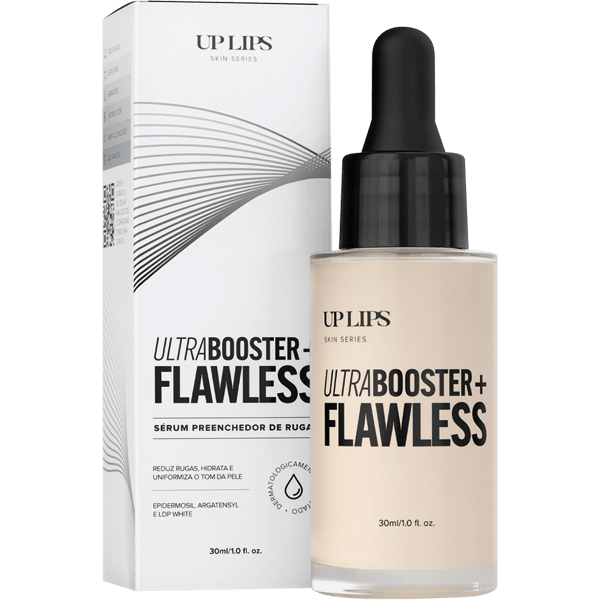 UP LIPS
SKIN SERIES
ULTRABOOSTER+
FLAWLESS
SÉRUM PREENCHEDOR DE RUGA
REDUZ RUGAS, HIDRATA E
UNIFORMIZA O TOM DA PELE
EPIDERMOSIL, ARGATENSYL
E LDP WHITE
30ml/1.0 fl. oz.
UP LIPS
SKIN SERIES
ULTRABOOSTER+
FLAWLESS
30ml/1.0 fl. oz.